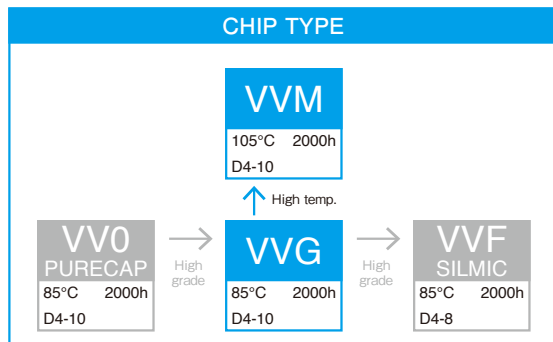 CHIP TYPE
VVM
105°C 2000h
D4-10
High temp.
VV0
PURECAP
85°C 2000h
D4-10
High
grade
VVG
85°C 2000h
D4-10
High
grade
VVF
SILMIC
85°C 2000h
D4-8